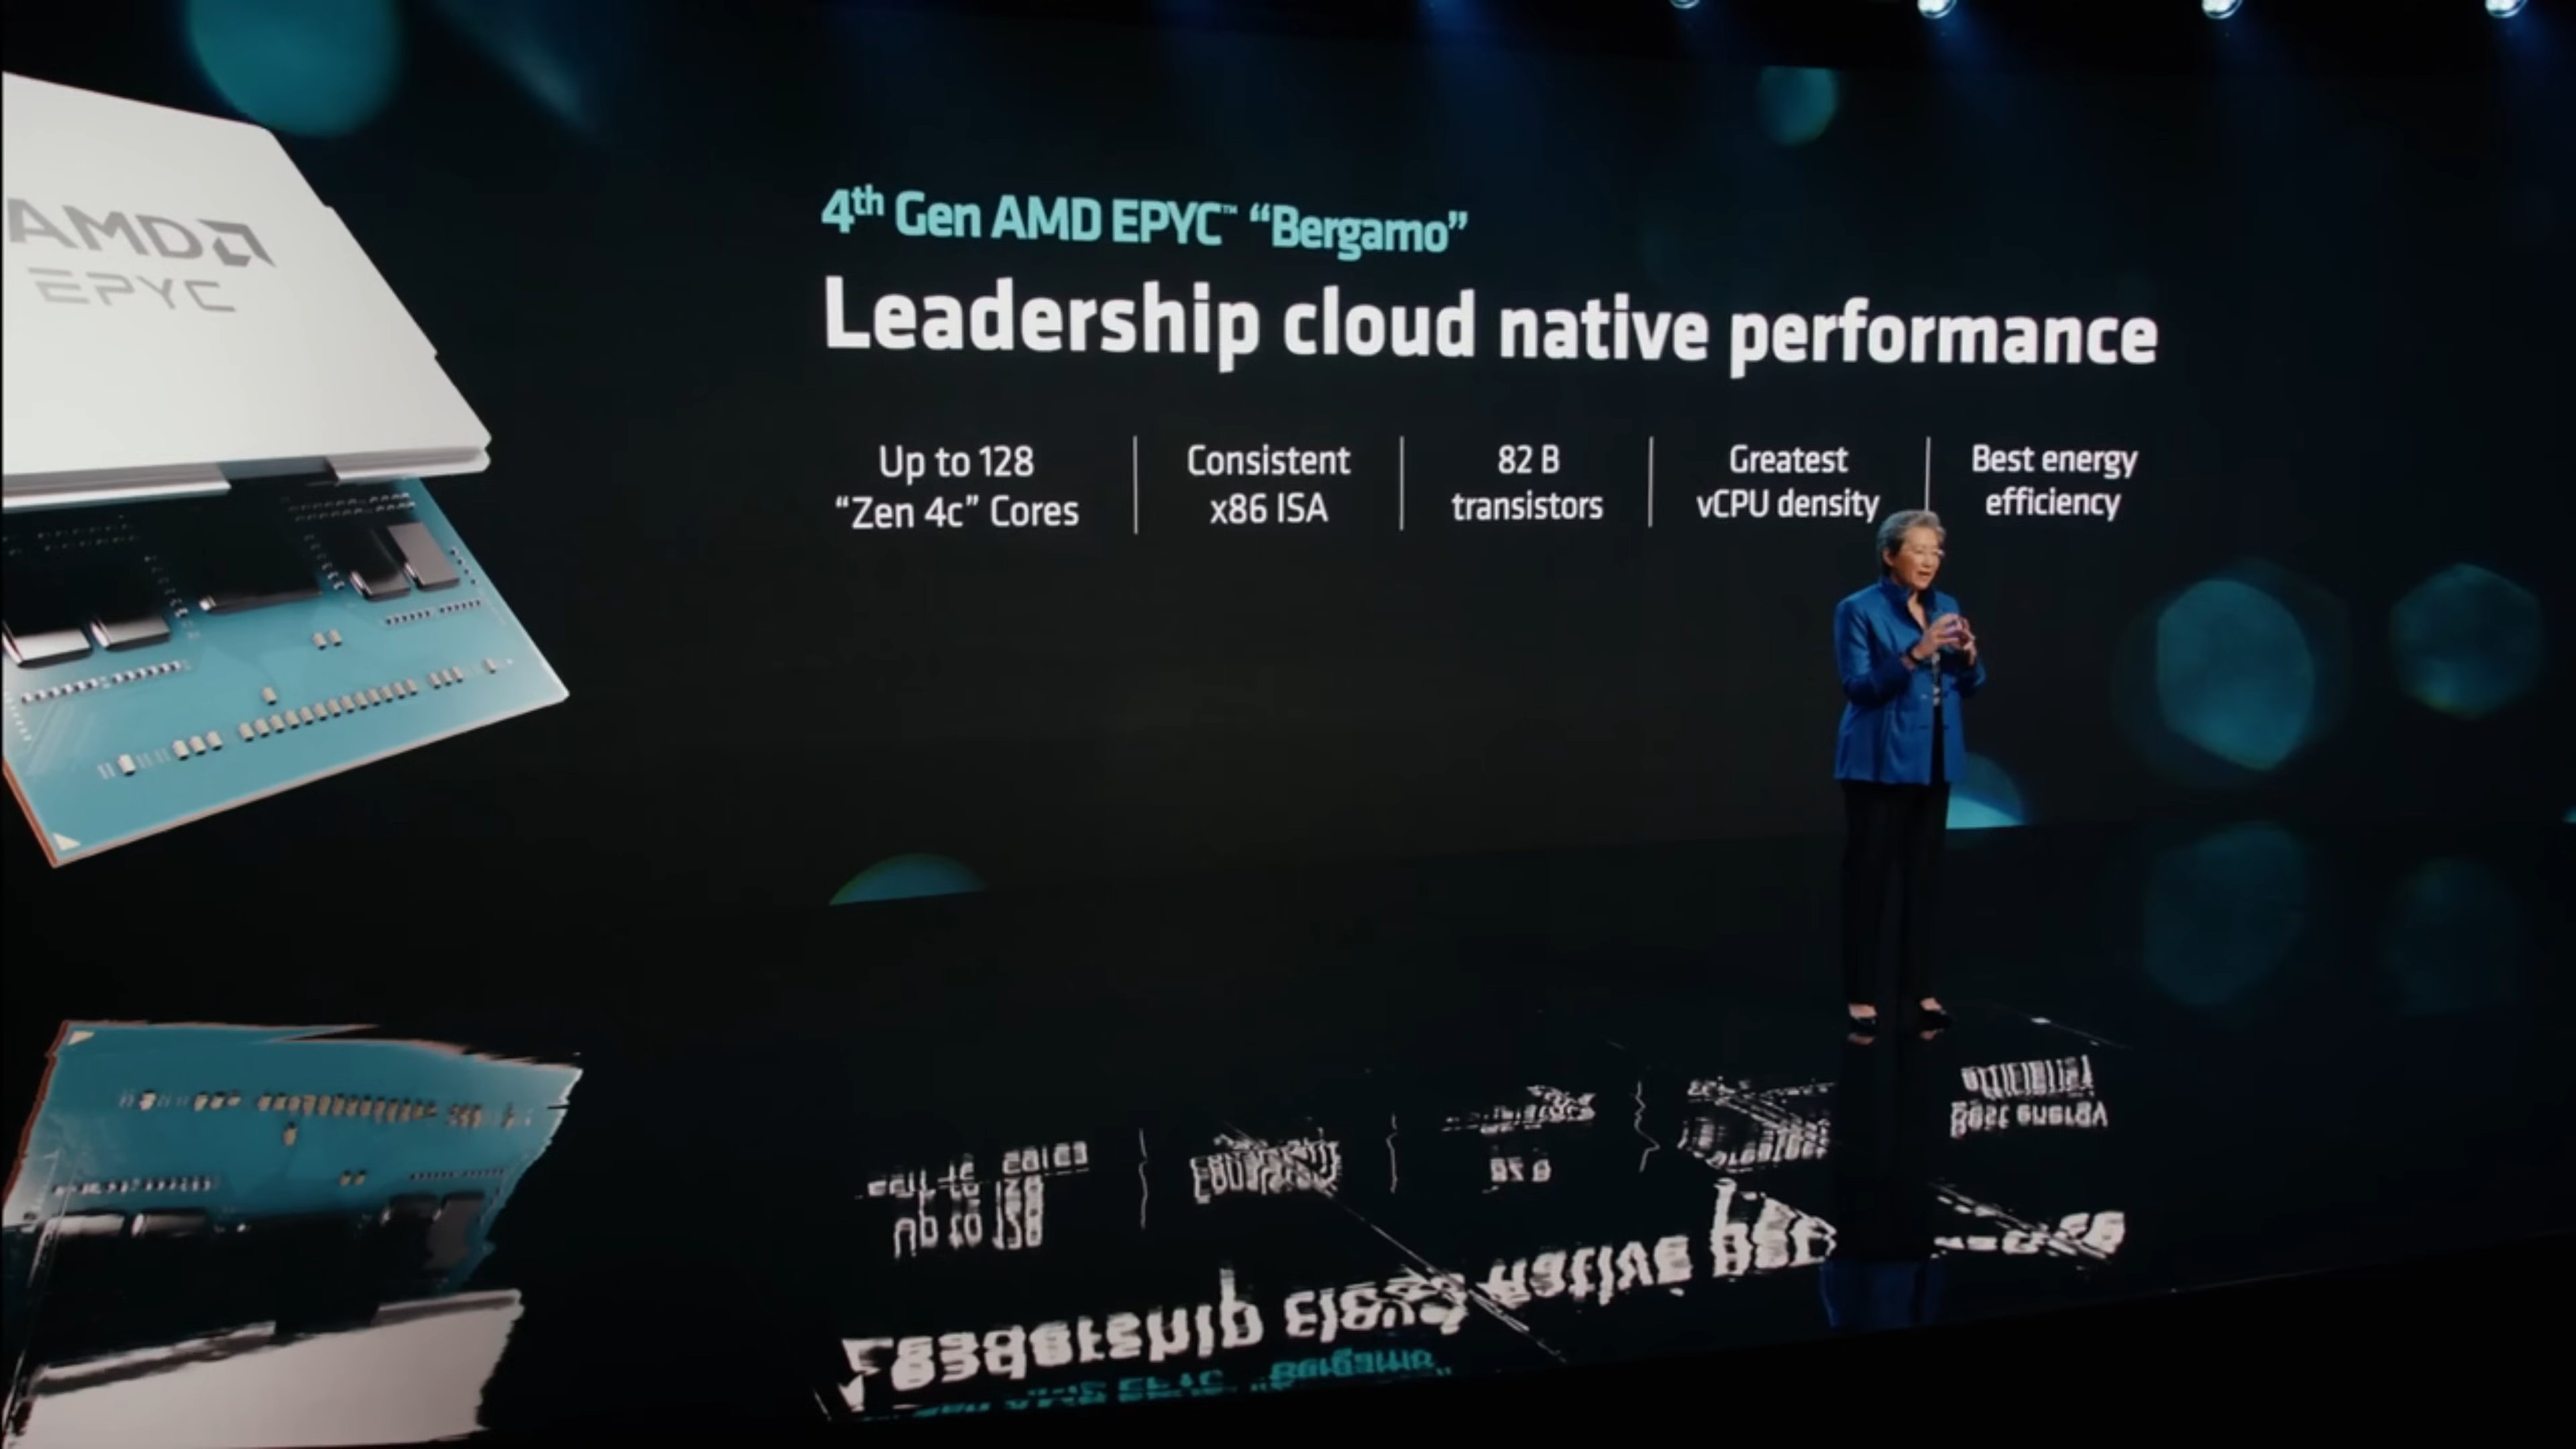 AMD
EPYC
4th Gen AMD EPYC™ “Bergamo”
Leadership cloud native performance
Up to 128
“Zen 4c” Cores
Consistent
x86 ISA
82 B
transistors
Greatest
vCPU density
Best energy
efficiency